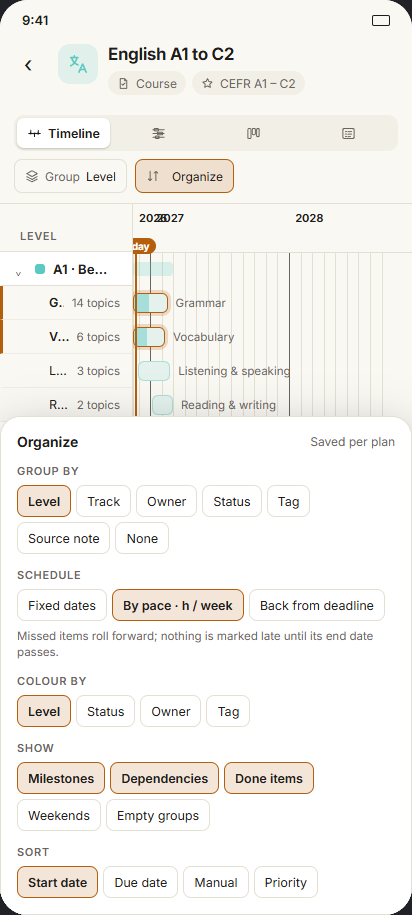 9:41
English A1 to C2
Course
CEFR A1 – C2
Timeline
Group Level
Organize
2026 2027 2028
LEVEL
day
A1 · Be...
G.. 14 topics Grammar
V... 6 topics Vocabulary
L... 3 topics Listening & speaking
R... 2 topics Reading & writing
Organize Saved per plan
GROUP BY
Level Track Owner Status Tag
Source note None
SCHEDULE
Fixed dates By pace · h / week Back from deadline
Missed items roll forward; nothing is marked late until its end date
passes.
COLOUR BY
Level Status Owner Tag
SHOW
Milestones Dependencies Done items
Weekends Empty groups
SORT
Start date Due date Manual Priority